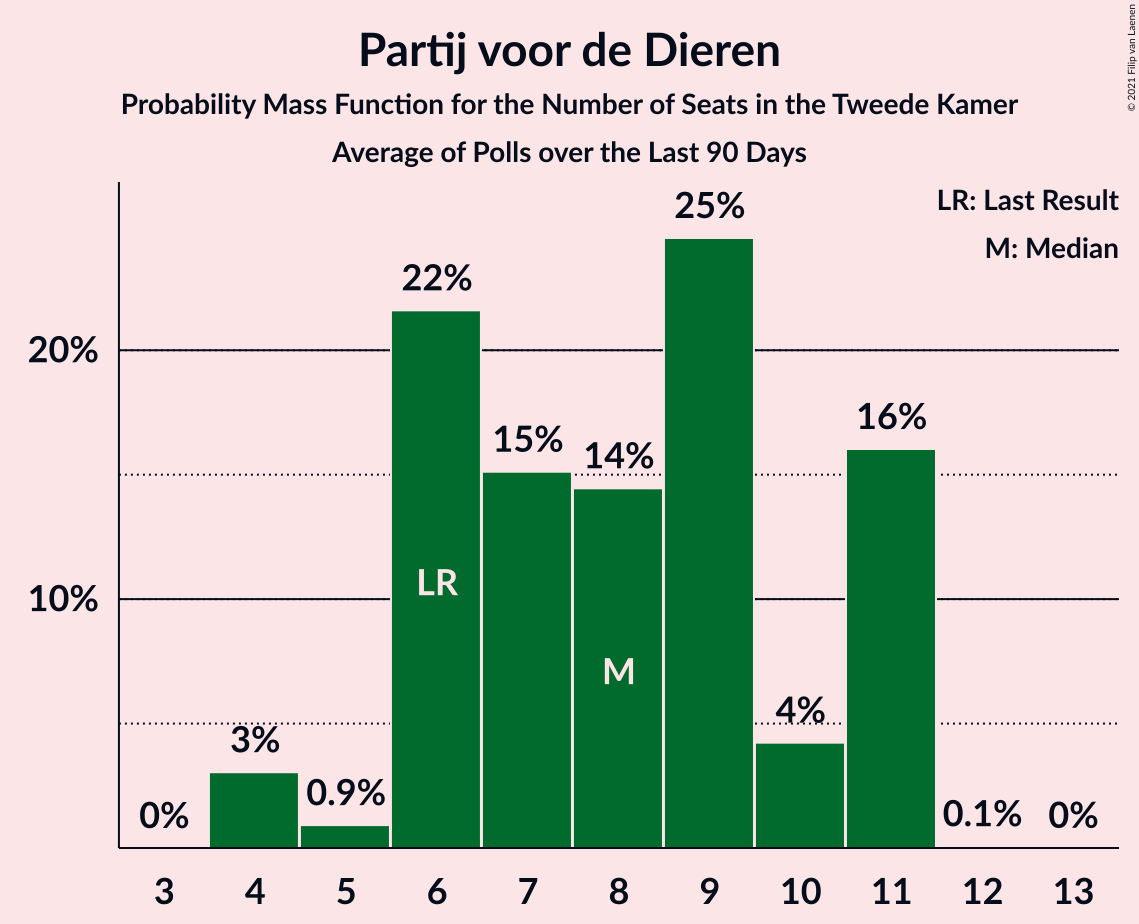 © 2021 Filip van Laenen
Partij voor de Dieren
Probability Mass Function for the Number of Seats in the Tweede Kamer
Average of Polls over the Last 90 Days
LR: Last Result
M: Median
20%
10%
0%
3%
0.9%
22%
15%
14%
25%
4%
16%
0.1%
0%
LR
M
3 4 5 6 7 8 9 10 11 12 13